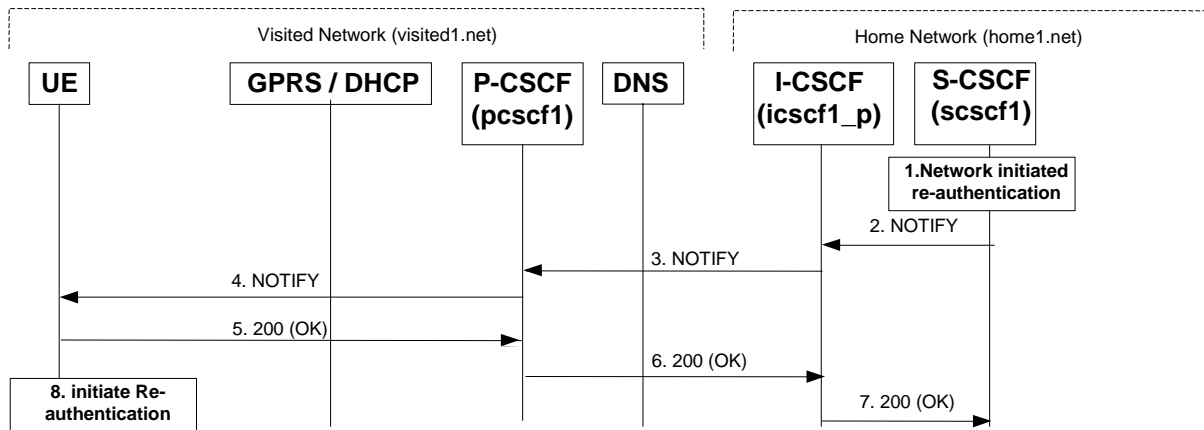 Visited Network (visited1.net)
Home Network (home1.net)
UE
GPRS / DHCP
P-CSCF
(pcscf1)
DNS
I-CSCF
(icscf1_p)
S-CSCF
(scscf1)
1.Network initiated
re-authentication
2. NOTIFY
3. NOTIFY
4. NOTIFY
5. 200 (OK)
6. 200 (OK)
7. 200 (OK)
8. initiate Re-
authentication